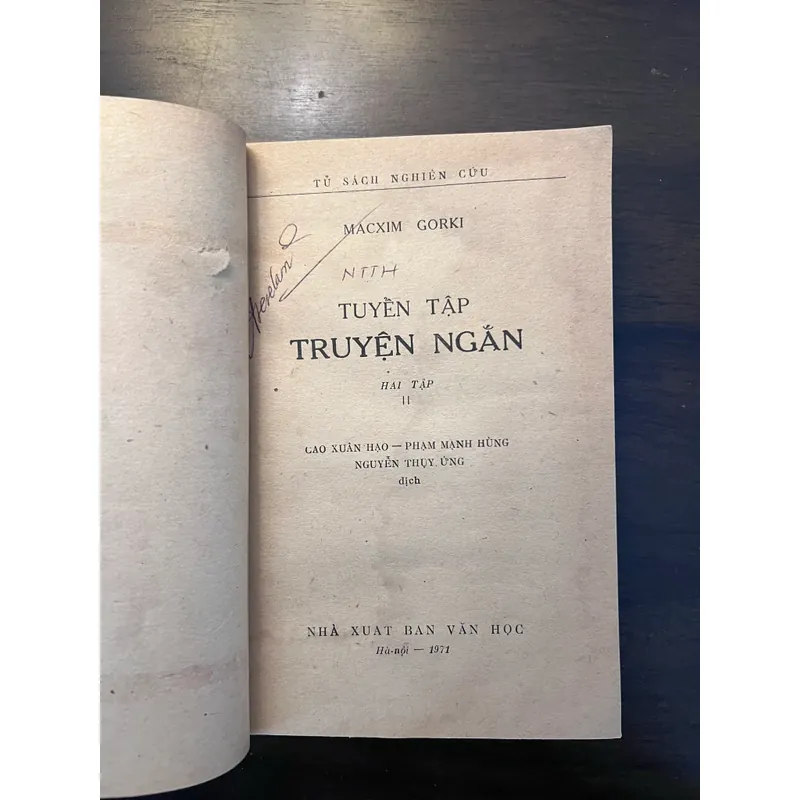 TỦ SÁCH NGHIÊN CỨU
MACXIM GORKI
NTTH
TUYỂN TẬP
TRUYỆN NGẮN
HAI TẬP
II
CAO XUÂN HẠO — PHẠM MẠNH HÙNG
NGUYỄN THỤY ỨNG
dịch
NHÀ XUẤT BẢN VĂN HỌC
Hà-nội — 1971